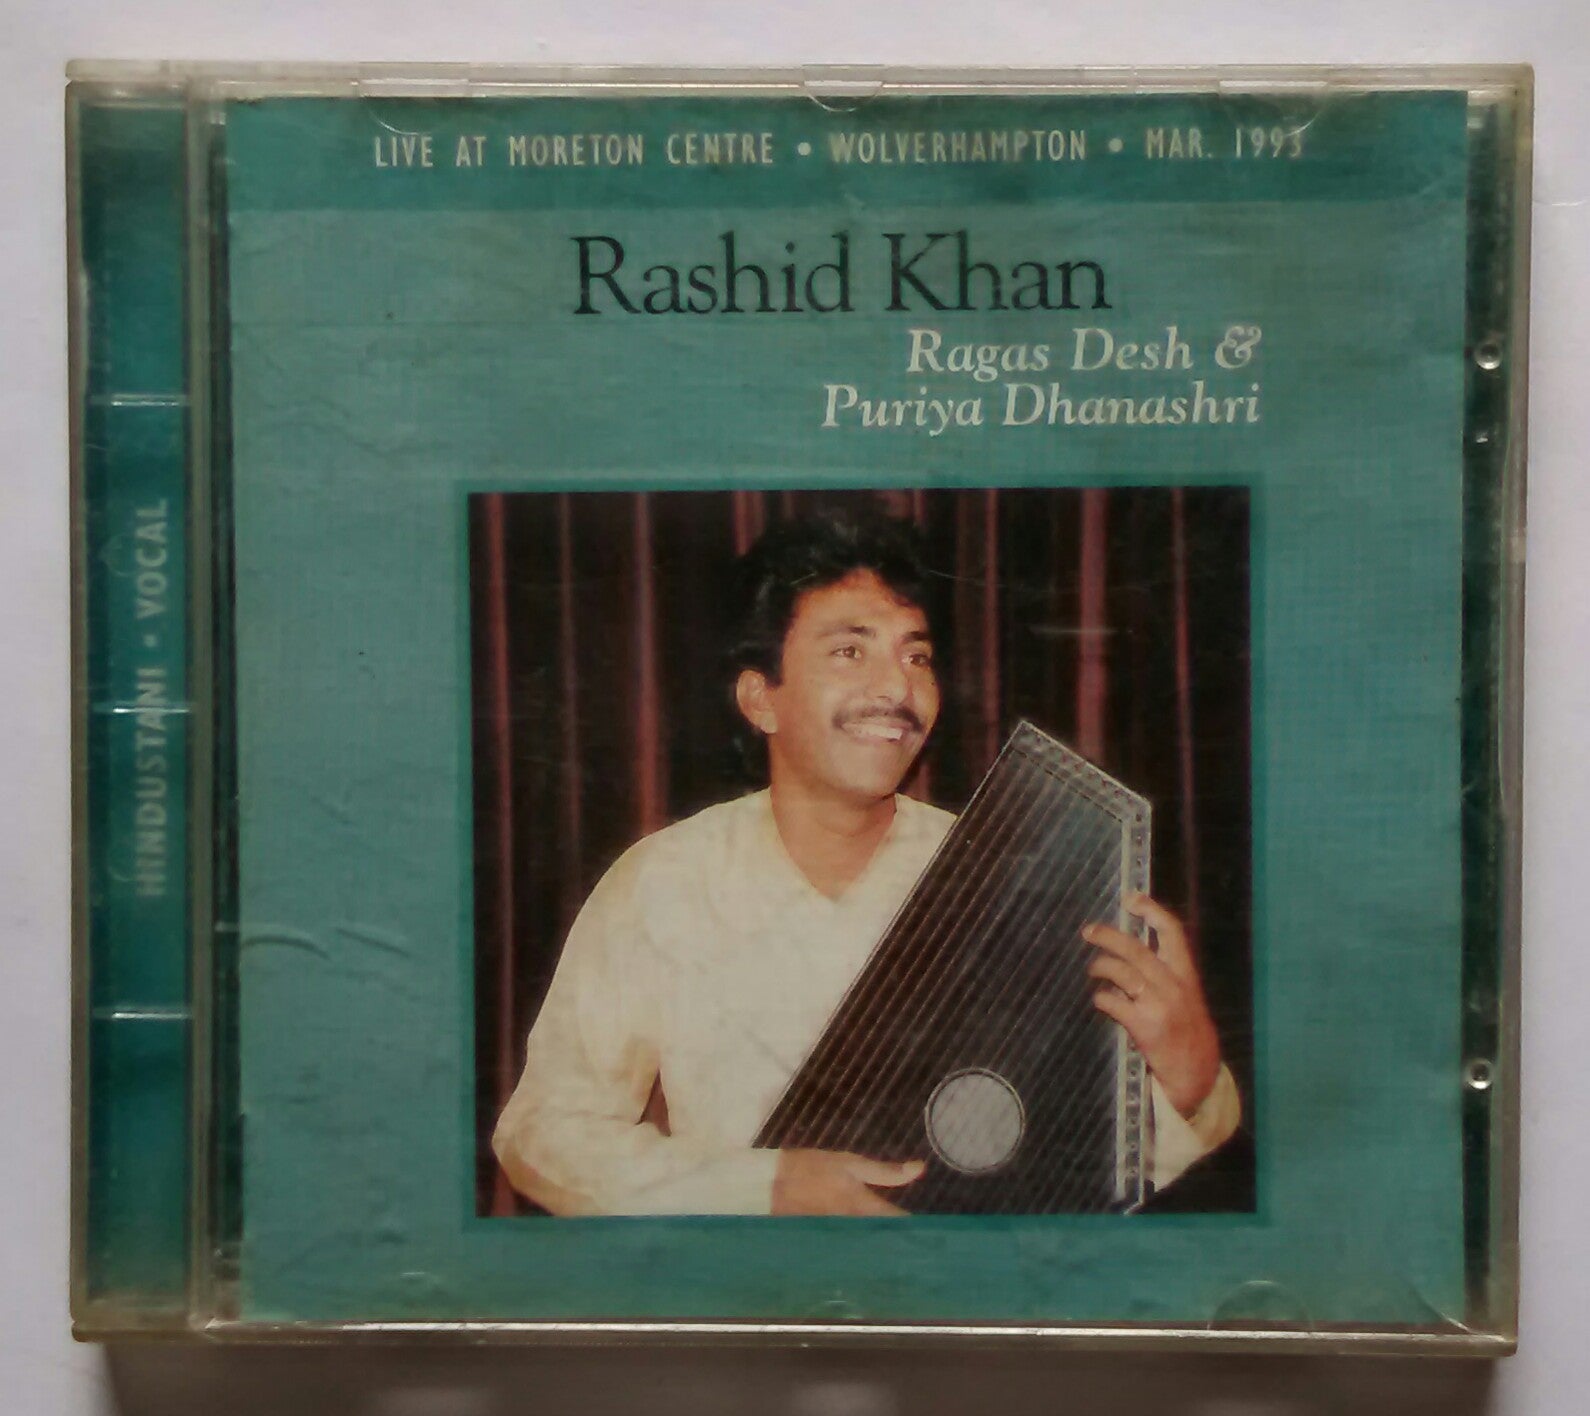 LIVE AT MORETON CENTRE • WOLVERHAMPTON • MAR. 1993
Rashid Khan
Ragas Desh &
Puriya Dhanashri
HINDUSTANI • VOCAL